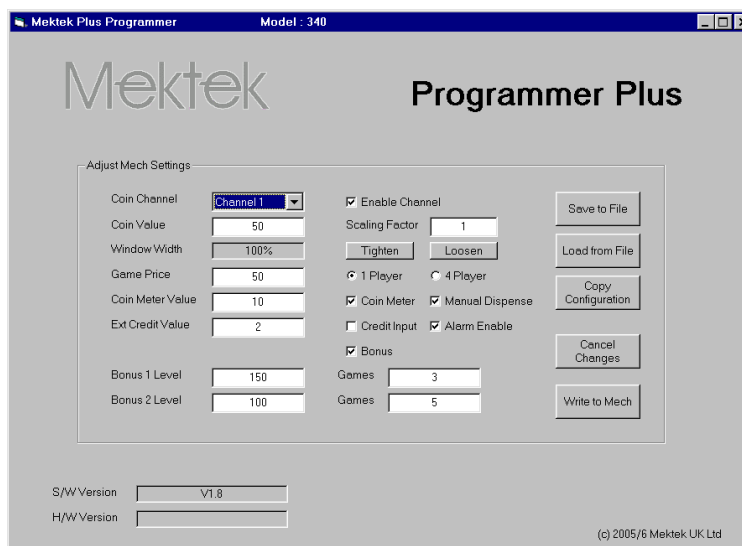 Mektek Plus Programmer Model : 340
Mektek
Programmer Plus
Adjust Mech Settings
Coin Channel Channel 1 Enable Channel Save to File
Coin Value 50 Scaling Factor 1
Window Width 100% Tighten Loosen Load from File
Game Price 50 1 Player 4 Player
Coin Meter Value 10 Coin Meter Manual Dispense Copy Configuration
Ext Credit Value 2 Credit Input Alarm Enable
Bonus Cancel Changes
Bonus 1 Level 150 Games 3
Bonus 2 Level 100 Games 5 Write to Mech
S/W Version V1.8
H/W Version
(c) 2005/6 Mektek UK Ltd